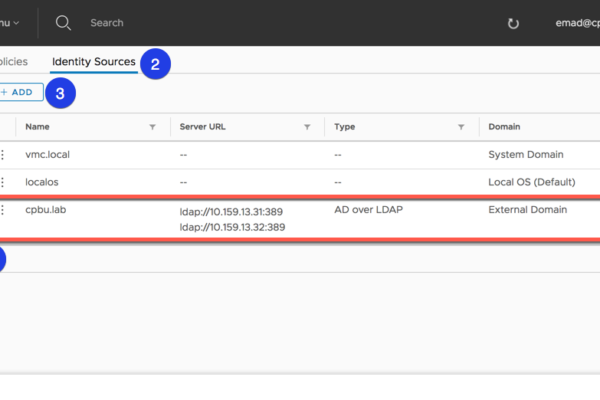 nu Search emad@cp
olicies Identity Sources 2
+ ADD 3
Name Server URL Type Domain
vmc.local -- -- System Domain
localos -- -- Local OS (Default)
cpbu.lab ldap://10.159.13.31:389 AD over LDAP External Domain
ldap://10.159.13.32:389